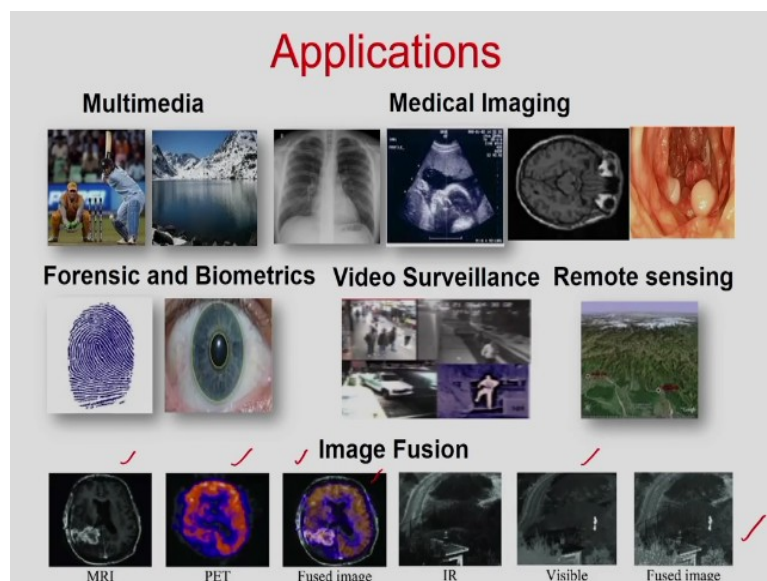 Applications
Multimedia
Medical Imaging
Forensic and Biometrics
Video Surveillance
Remote sensing
Image Fusion
MRI
PET
Fused image
IR
Visible
Fused image